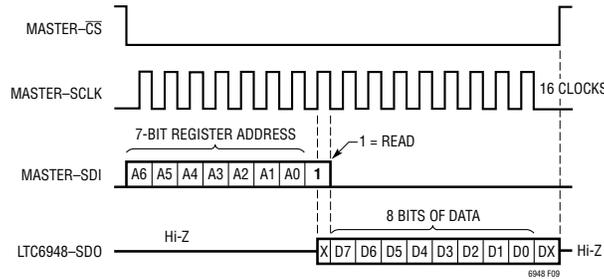 MASTER–CS
MASTER–SCLK
16 CLOCKS
7-BIT REGISTER ADDRESS
1 = READ
MASTER–SDI
A6 A5 A4 A3 A2 A1 A0 1
8 BITS OF DATA
Hi-Z
LTC6948–SDO
X D7 D6 D5 D4 D3 D2 D1 D0 DX
Hi-Z
6948 F09